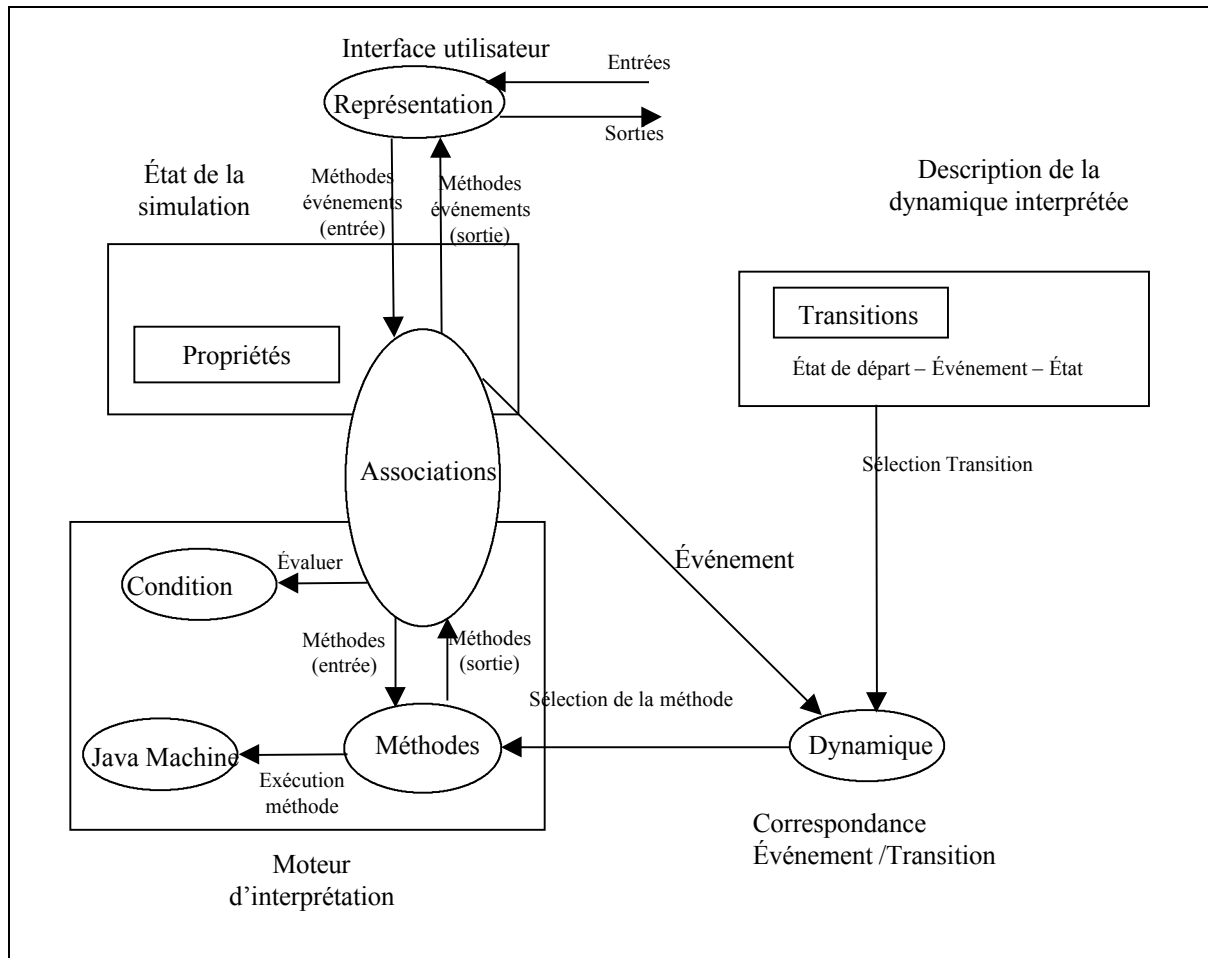 Interface utilisateur
Entrées
Représentation
Sorties
État de la
simulation
Méthodes
événements
(entrée)
Méthodes
événements
(sortie)
Description de la
dynamique interprétée
Propriétés
Transitions
État de départ – Événement – État
Associations
Sélection Transition
Événement
Évaluer
Condition
Méthodes
(entrée)
Méthodes
(sortie)
Sélection de la méthode
Java Machine
Méthodes
Dynamique
Exécution
méthode
Correspondance
Événement /Transition
Moteur
d’interprétation